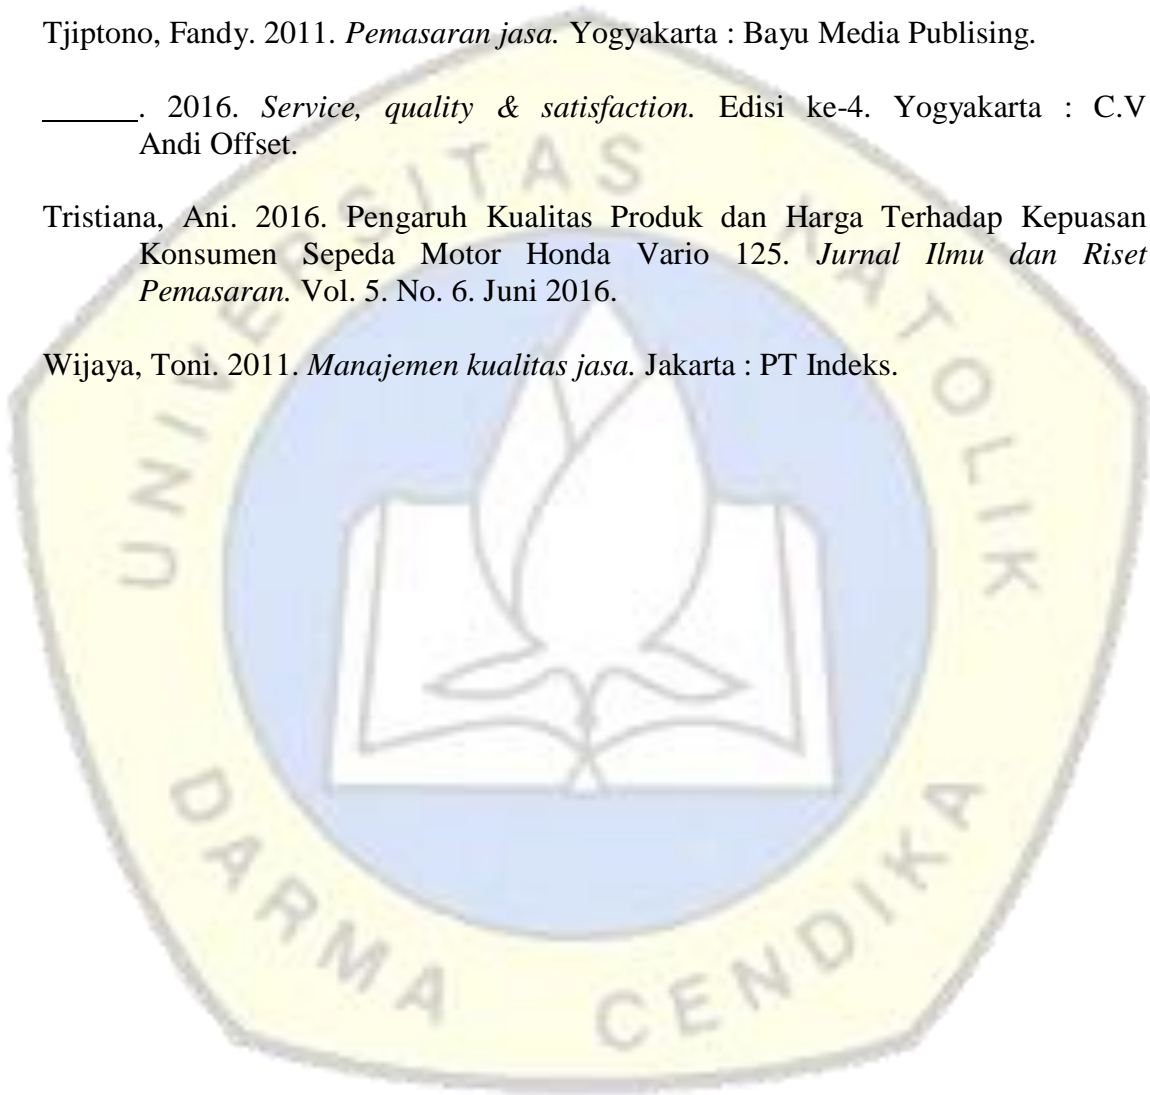 Tjiptono, Fandy. 2011. Pemasaran jasa. Yogyakarta : Bayu Media Publising.
______. 2016. Service, quality & satisfaction. Edisi ke-4. Yogyakarta : C.V
Andi Offset.
Tristiana, Ani. 2016. Pengaruh Kualitas Produk dan Harga Terhadap Kepuasan
Konsumen Sepeda Motor Honda Vario 125. Jurnal Ilmu dan Riset
Pemasaran. Vol. 5. No. 6. Juni 2016.
Wijaya, Toni. 2011. Manajemen kualitas jasa. Jakarta : PT Indeks.
UNIVERSITAS KATOLIK
DARMA CENDIKA